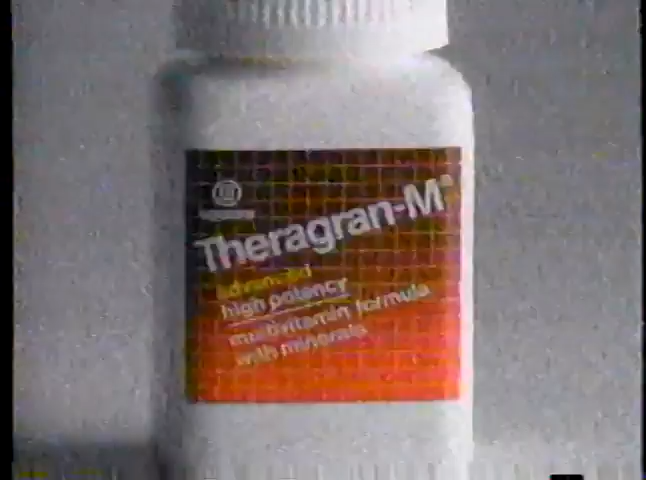 Theragran-M®
advanced
high potency
multivitamin formula
with minerals